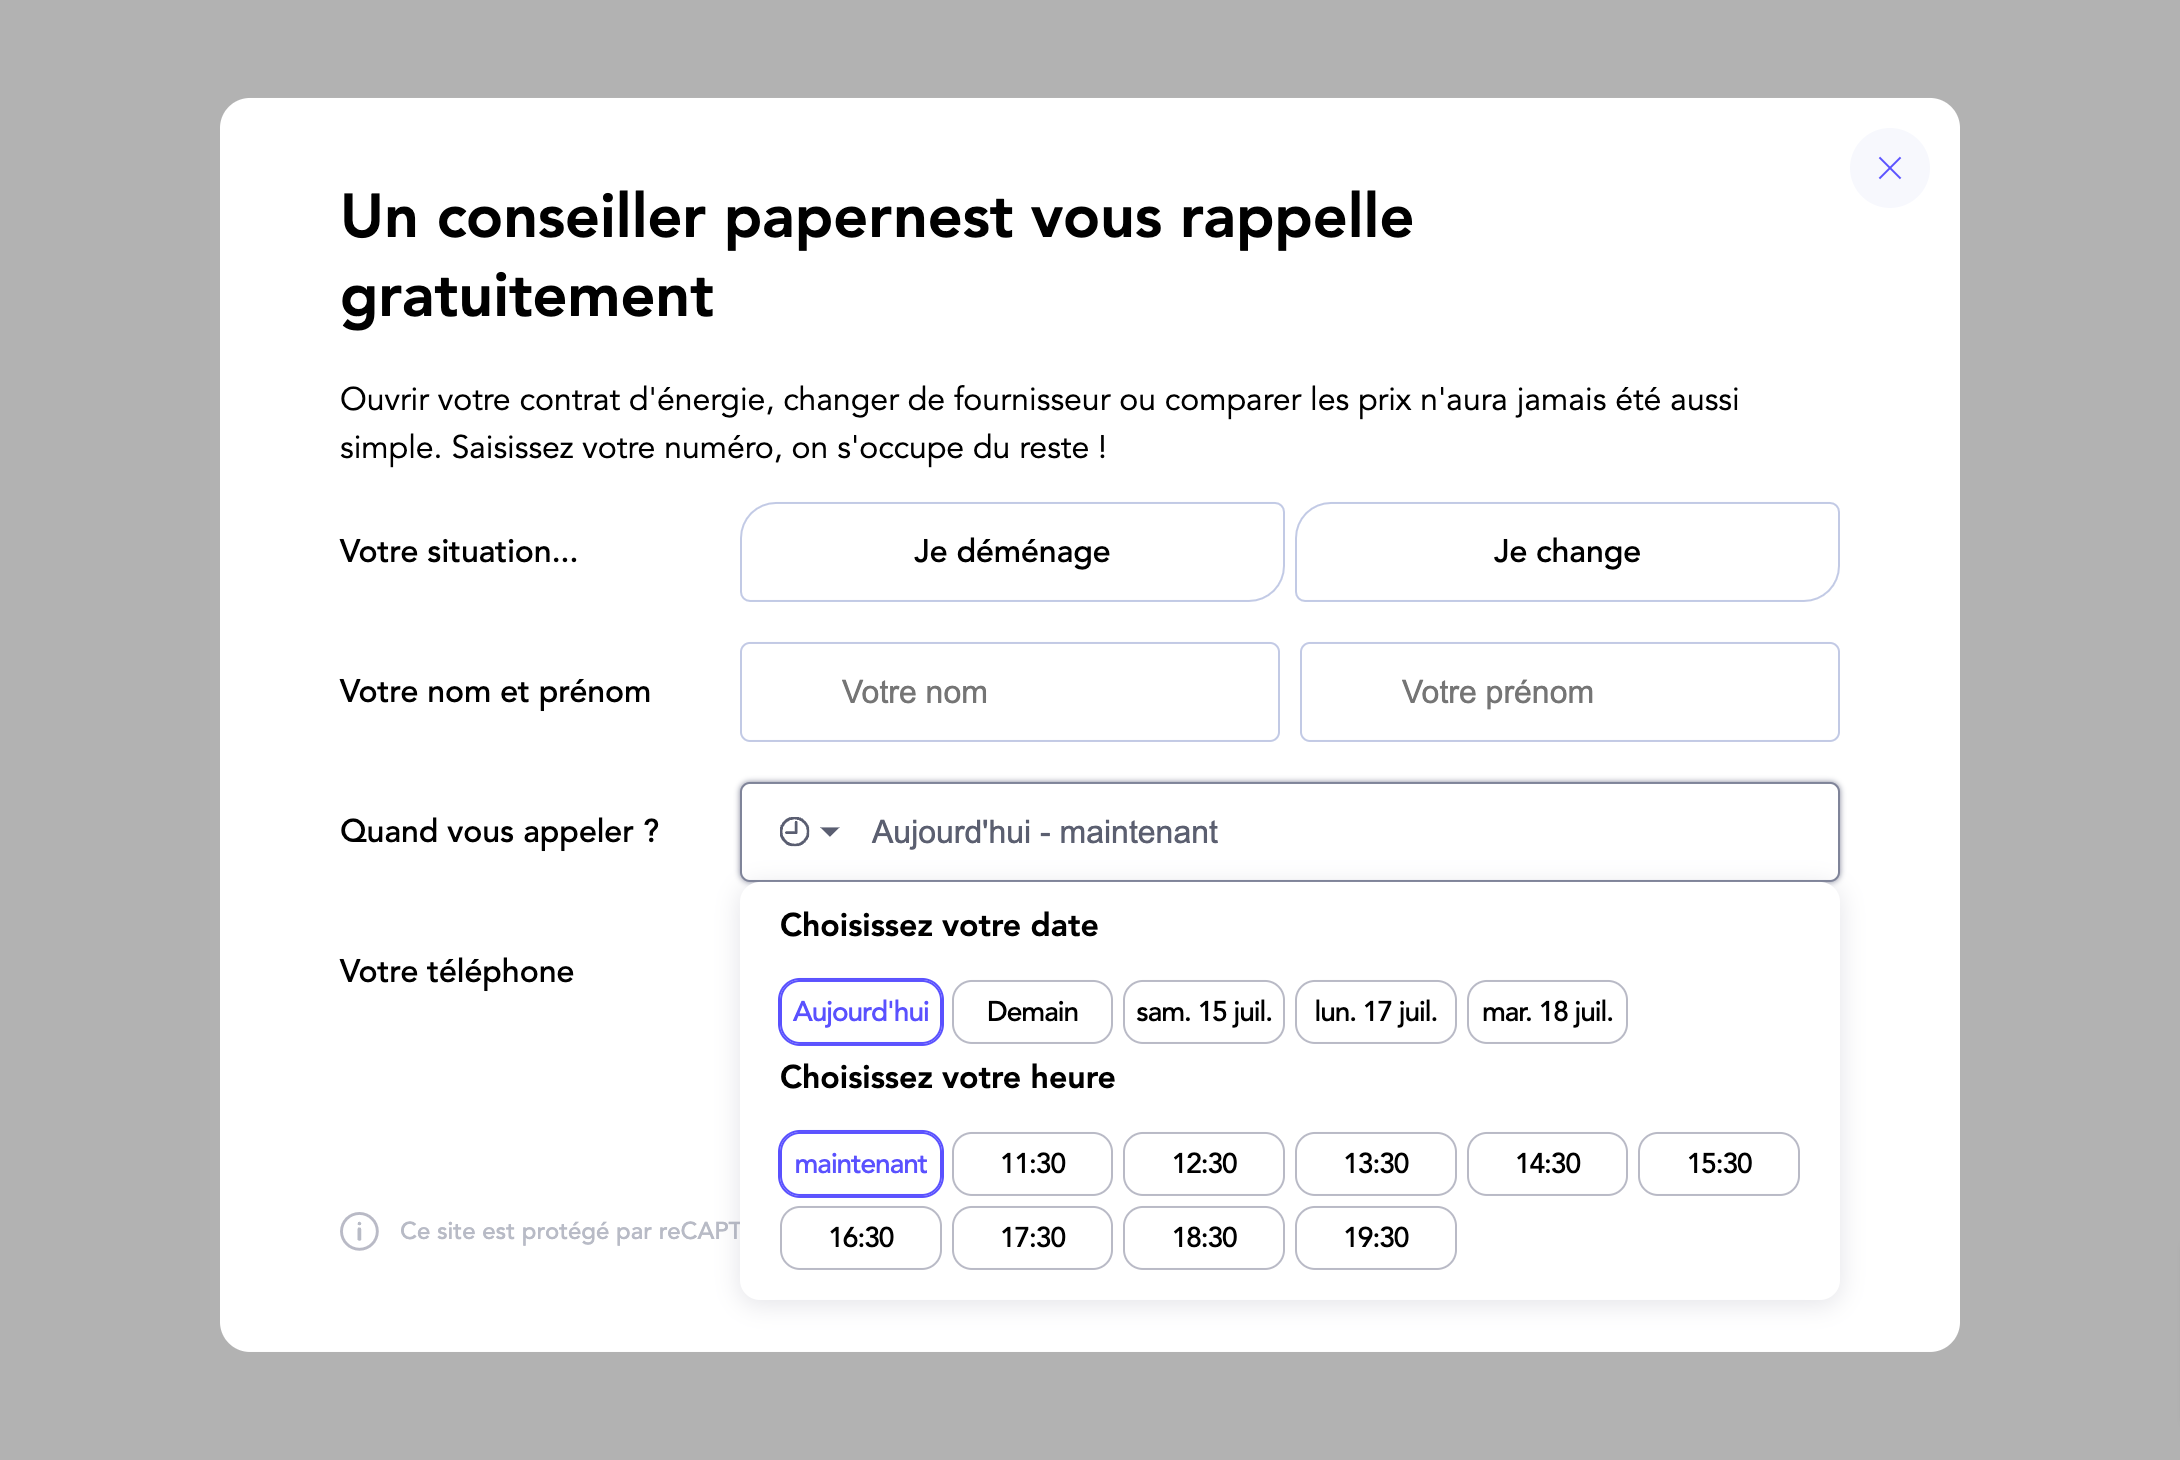 Un conseiller papernest vous rappelle
gratuitement
Ouvrir votre contrat d'énergie, changer de fournisseur ou comparer les prix n'aura jamais été aussi
simple. Saisissez votre numéro, on s'occupe du reste !
Votre situation...
Je déménage
Je change
Votre nom et prénom
Votre nom
Votre prénom
Quand vous appeler ?
Aujourd'hui - maintenant
Choisissez votre date
Votre téléphone
Aujourd'hui
Demain
sam. 15 juil.
lun. 17 juil.
mar. 18 juil.
Choisissez votre heure
maintenant
11:30
12:30
13:30
14:30
15:30
16:30
17:30
18:30
19:30
Ce site est protégé par reCAPT